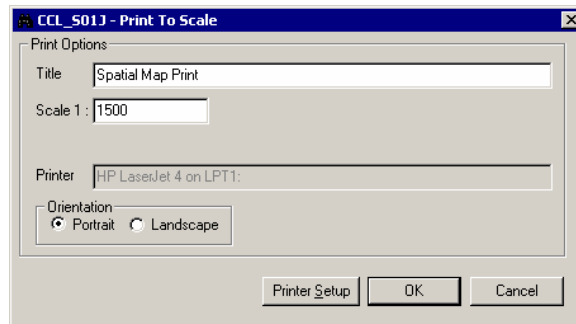 CCL_S01J - Print To Scale
Print Options
Title Spatial Map Print
Scale 1 : 1500
Printer HP LaserJet 4 on LPT1:
Orientation
Portrait Landscape
Printer Setup OK Cancel